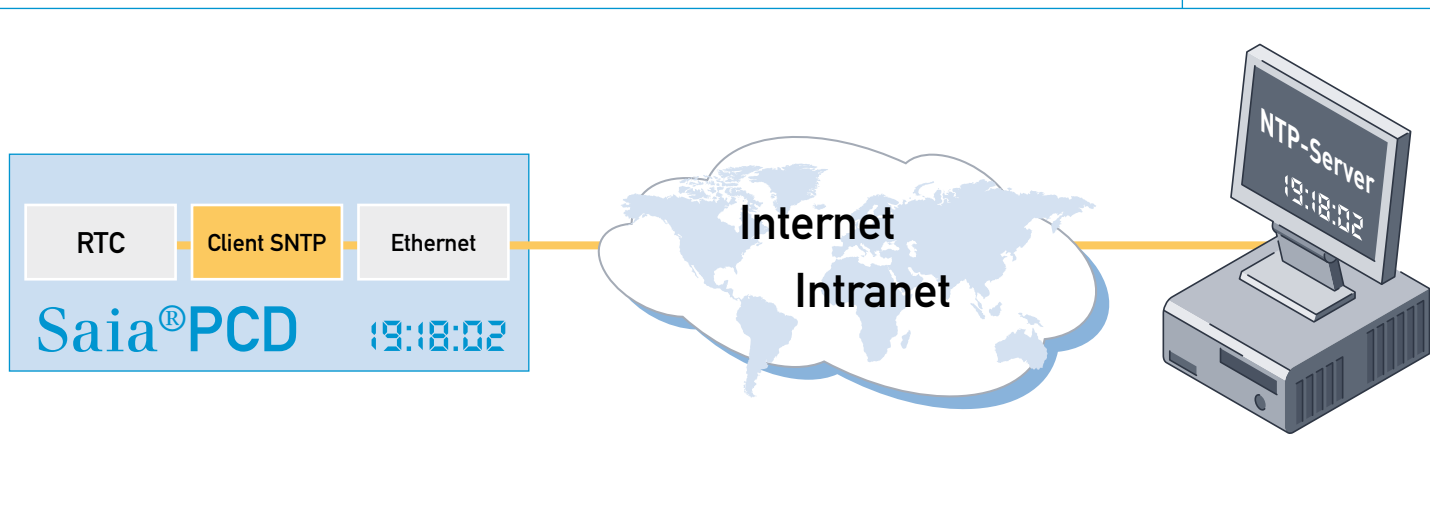 RTC
Client SNTP
Ethernet
Saia®PCD
19:18:02
Internet
Intranet
NTP-Server
19:18:02